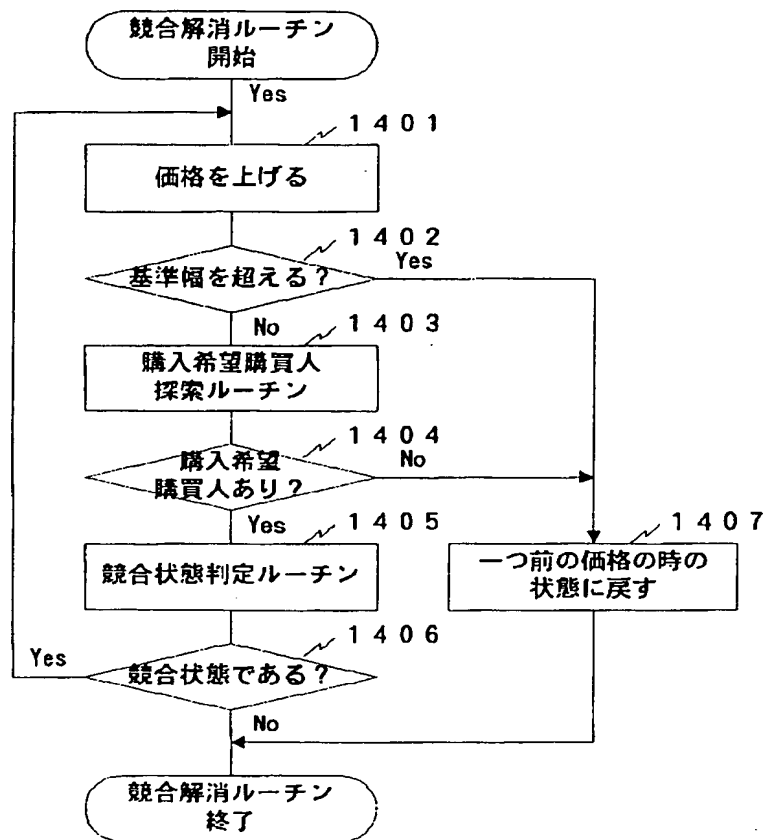 競合解消ルーチン
開始
Yes
1401
価格を上げる
1402
基準幅を超える?
Yes
No
1403
購入希望購買人
探索ルーチン
1404
購入希望
購買人あり?
No
Yes
1405
競合状態判定ルーチン
1407
一つ前の価格の時の
状態に戻す
1406
Yes
競合状態である?
No
競合解消ルーチン
終了